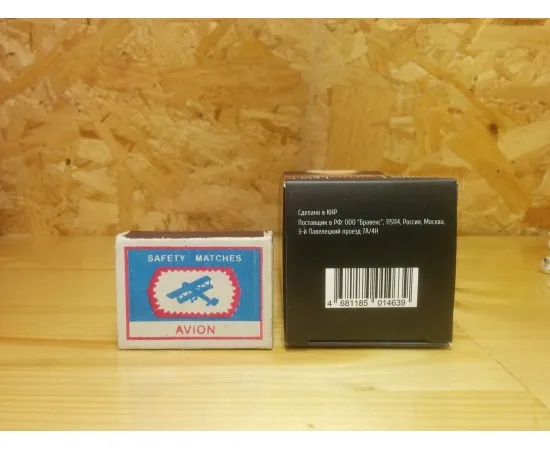 SAFETY MATCHES
AVION
Сделано в КНР
Поставщик в РФ: ООО "Бравекс", 115114, Россия, Москва,
3-й Павелецкий проезд 7А/4Н
4 681185 014639